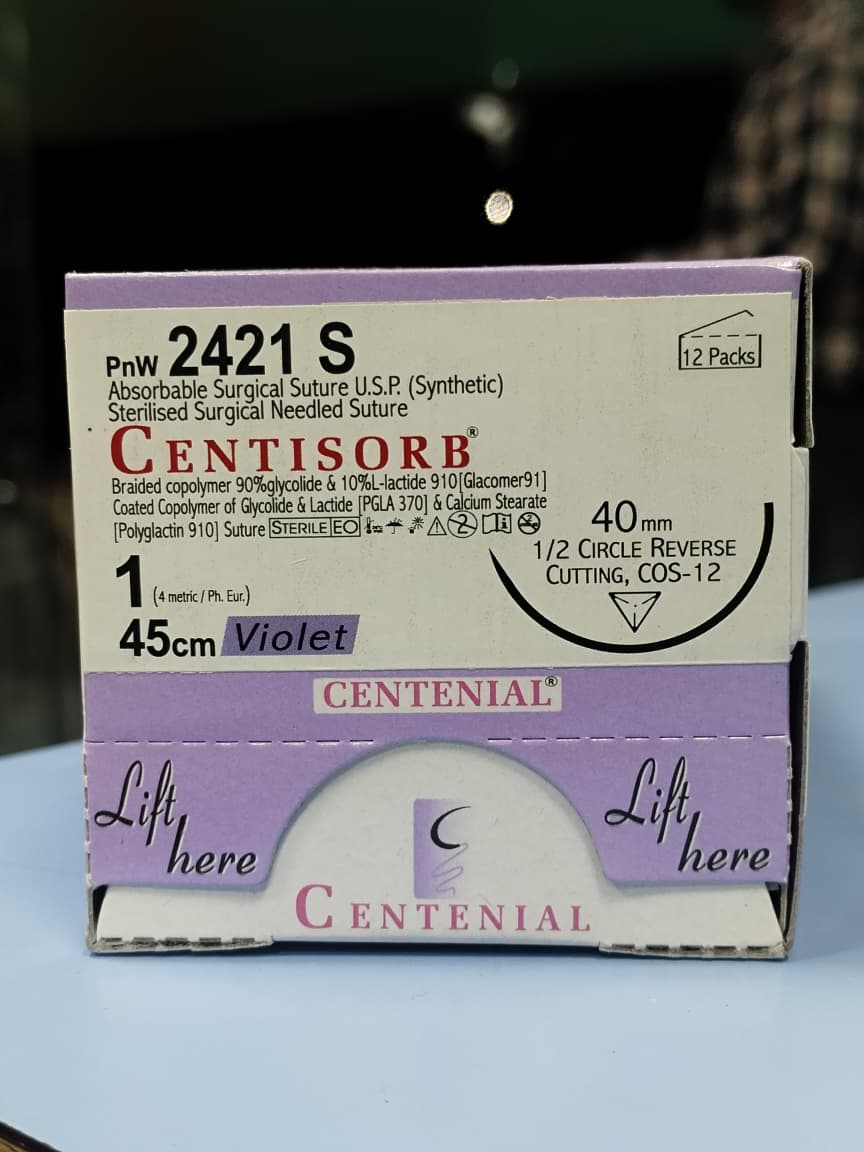 PnW 2421 S
12 Packs
Absorbable Surgical Suture U.S.P. (Synthetic)
Sterilised Surgical Needled Suture
CENTISORB®
Braided copolymer 90%glycolide & 10%L-lactide 910[Glacomer91]
Coated Copolymer of Glycolide & Lactide [PGLA 370] & Calcium Stearate
[Polyglactin 910] Suture STERILE EO
40 mm
1/2 CIRCLE REVERSE
CUTTING, COS-12
1 (4 metric / Ph. Eur.)
45cm Violet
CENTENIAL®
Lift here
Lift here
CENTENIAL